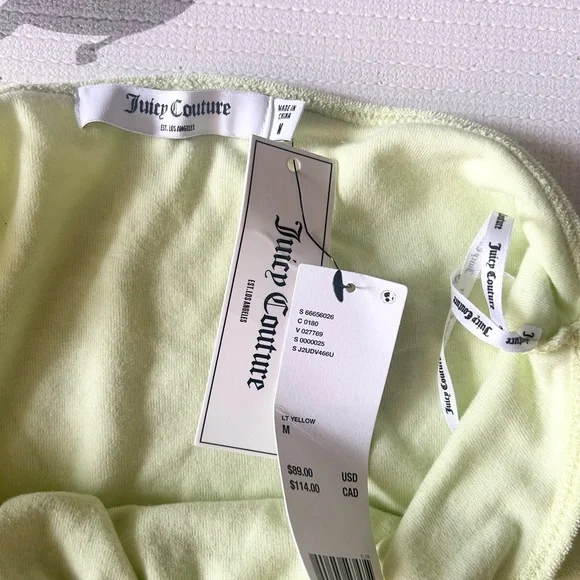 Juicy Couture
EST. LOS ANGELES
MADE IN
CHINA
M
Juicy Couture
EST. LOS ANGELES
S 66656026
C 0180
V 027769
S 0000025
S J2UDV466U
LT YELLOW
M
$89.00 USD
$114.00 CAD
Juicy Couture
Juicy Couture